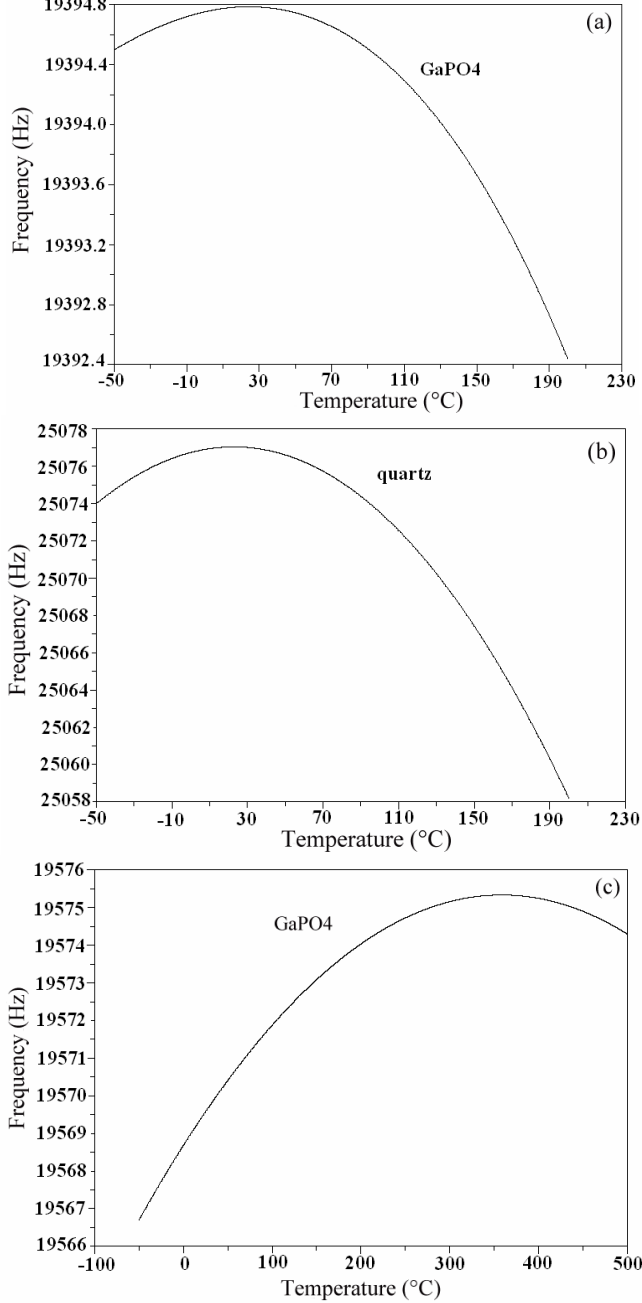 (a)
GaPO4
Frequency (Hz)
19394.8
19394.4
19394.0
19393.6
19393.2
19392.8
19392.4
-50 -10 30 70 110 150 190 230
Temperature (°C)
(b)
quartz
Frequency (Hz)
25078
25076
25074
25072
25070
25068
25066
25064
25062
25060
25058
-50 -10 30 70 110 150 190 230
Temperature (°C)
(c)
GaPO4
Frequency (Hz)
19576
19575
19574
19573
19572
19571
19570
19569
19568
19567
19566
-100 0 100 200 300 400 500
Temperature (°C)